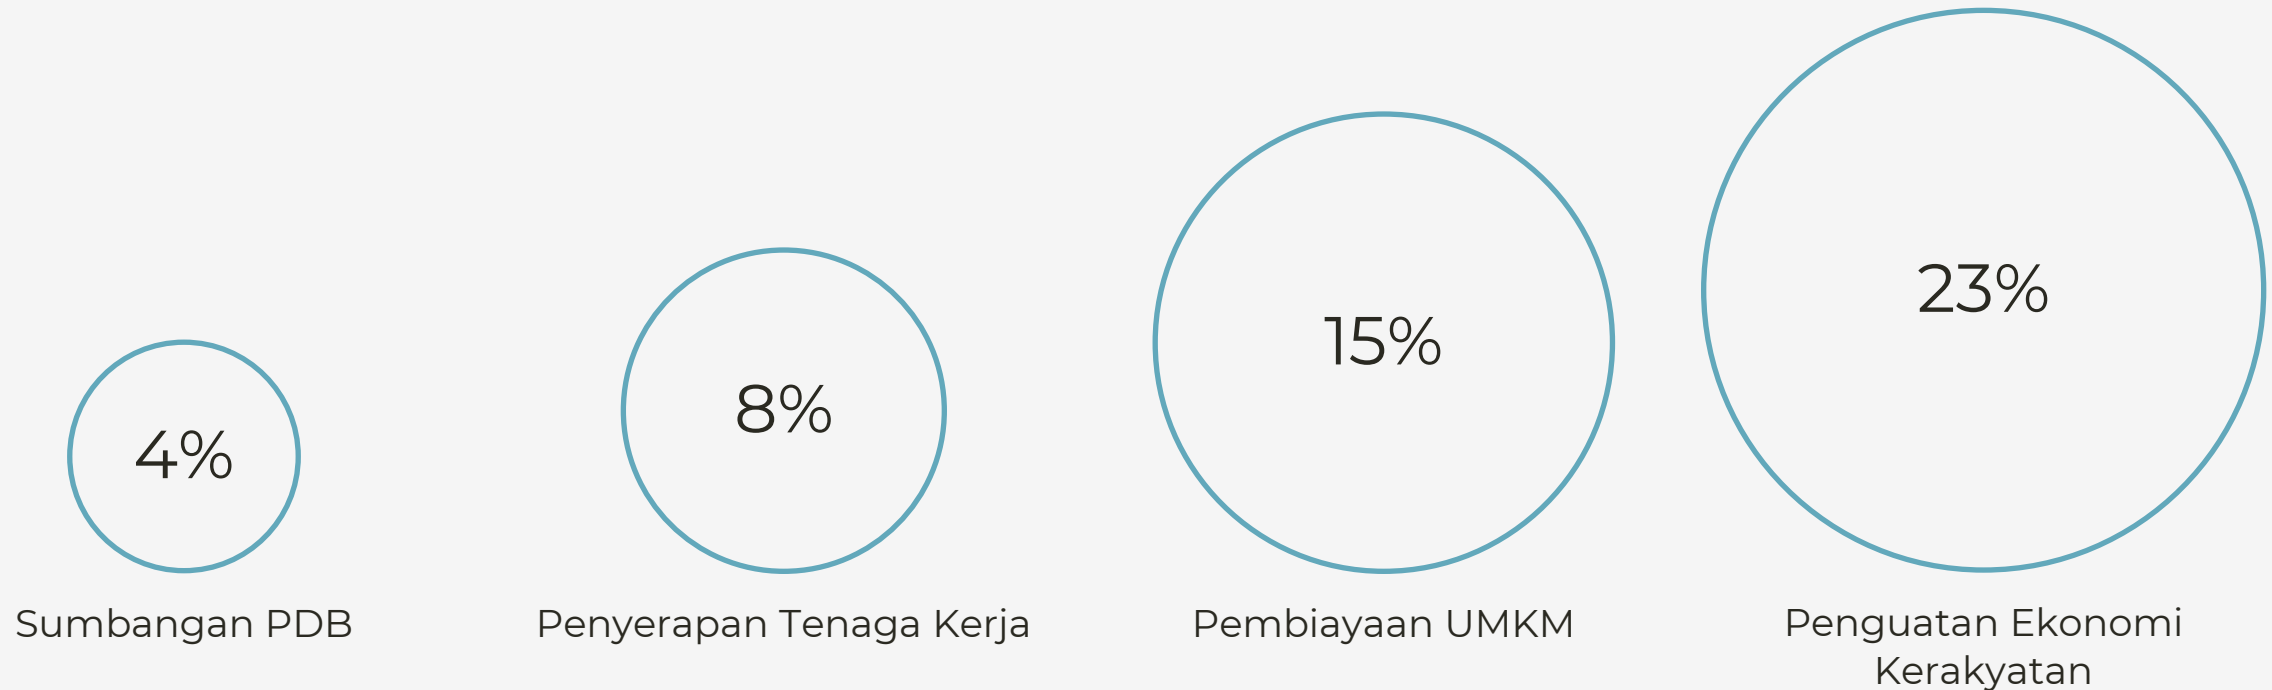 4%
8%
15%
23%
Sumbangan PDB
Penyerapan Tenaga Kerja
Pembiayaan UMKM
Penguatan Ekonomi
Kerakyatan